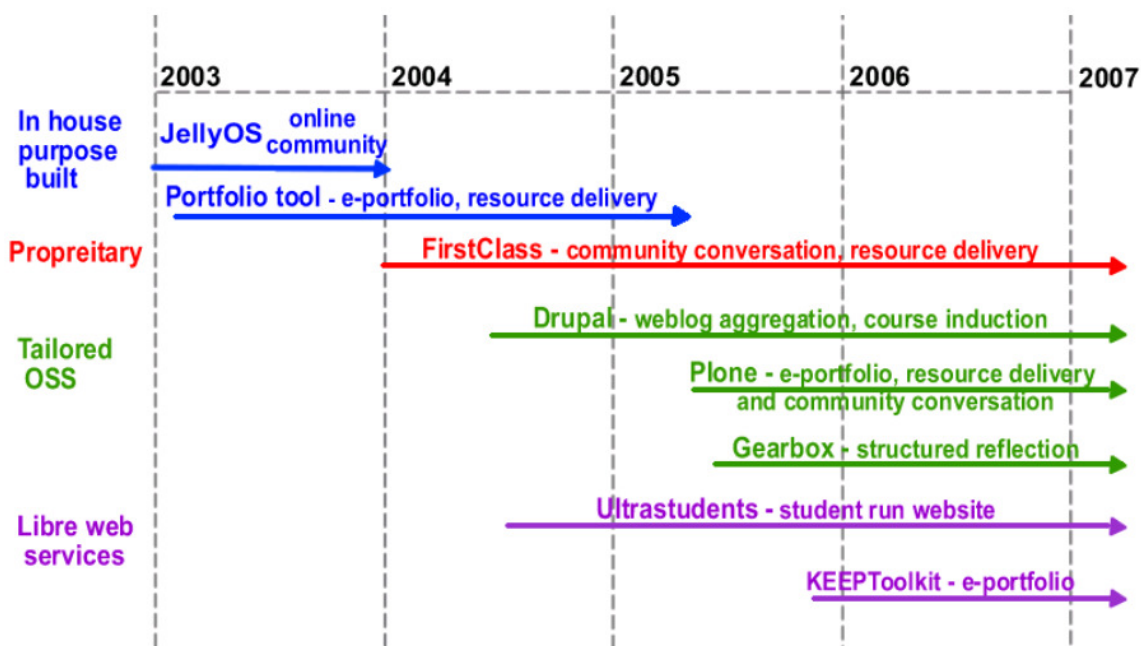 2003 2004 2005 2006 2007
In house
purpose
built
JellyOS online
community
Portfolio tool - e-portfolio, resource delivery
Propreitary
FirstClass - community conversation, resource delivery
Tailored
OSS
Drupal - weblog aggregation, course induction
Plone - e-portfolio, resource delivery
and community conversation
Gearbox - structured reflection
Libre web
services
Ultrastudents - student run website
KEEPToolkit - e-portfolio